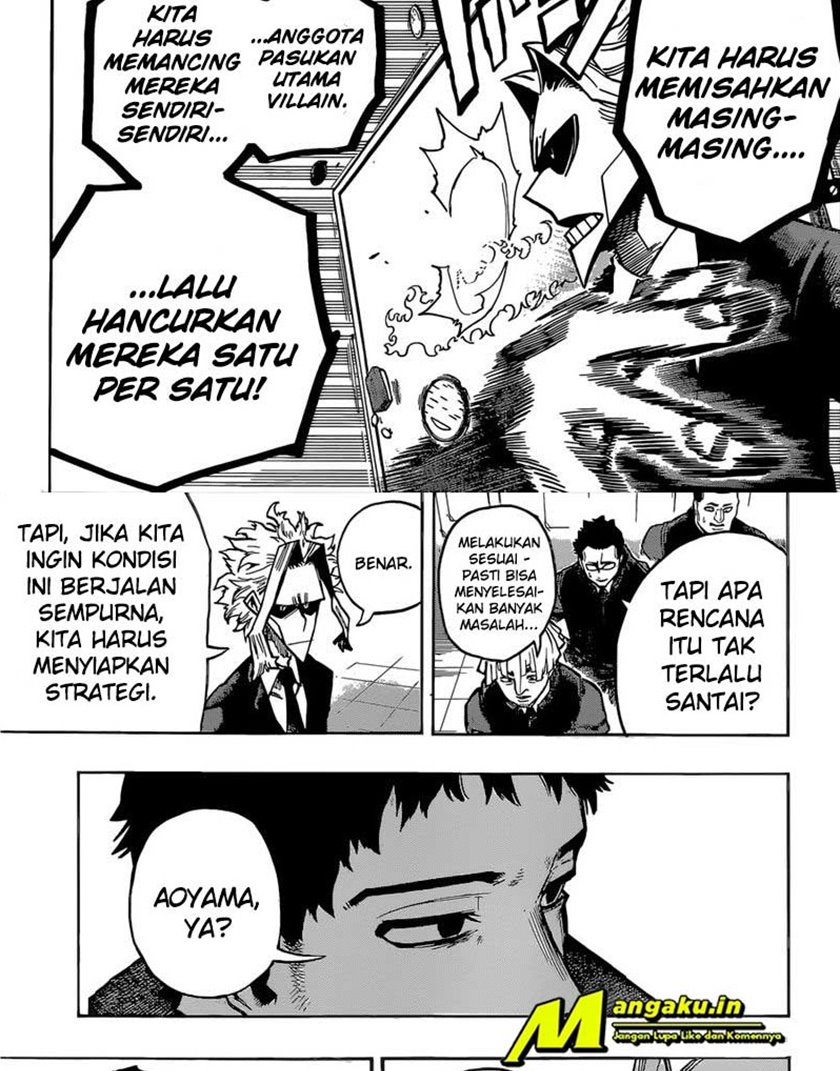 KITA HARUS
MEMISAHKAN
MASING-
MASING....
...ANGGOTA
PASUKAN
UTAMA
VILLAIN.
KITA
HARUS
MEMANCING
MEREKA
SENDIRI-
SENDIRI...
...LALU
HANCURKAN
MEREKA SATU
PER SATU!
TAPI APA
RENCANA
ITU TAK
TERLALU
SANTAI?
MELAKUKAN
SESUAI -
PASTI BISA
MENYELESAI-
KAN BANYAK
MASALAH...
BENAR.
TAPI, JIKA KITA
INGIN KONDISI
INI BERJALAN
SEMPURNA,
KITA HARUS
MENYIAPKAN
STRATEGI.
AOYAMA,
YA?
Mangaku.in
Jangan Lupa Like dan Komennya